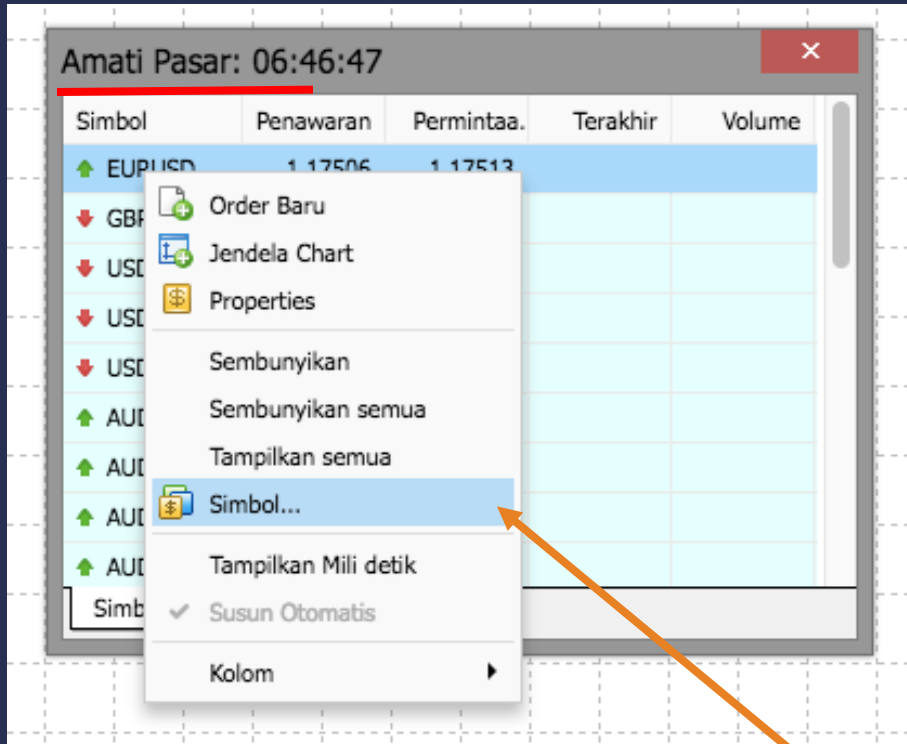 Amati Pasar: 06:46:47
Simbol Penawaran Permintaa. Terakhir Volume
EURUSD 1.17506 1.17513
Order Baru
Jendela Chart
Properties
Sembunyikan
Sembunyikan semua
Tampilkan semua
Simbol...
Tampilkan Mili detik
Susun Otomatis
Kolom